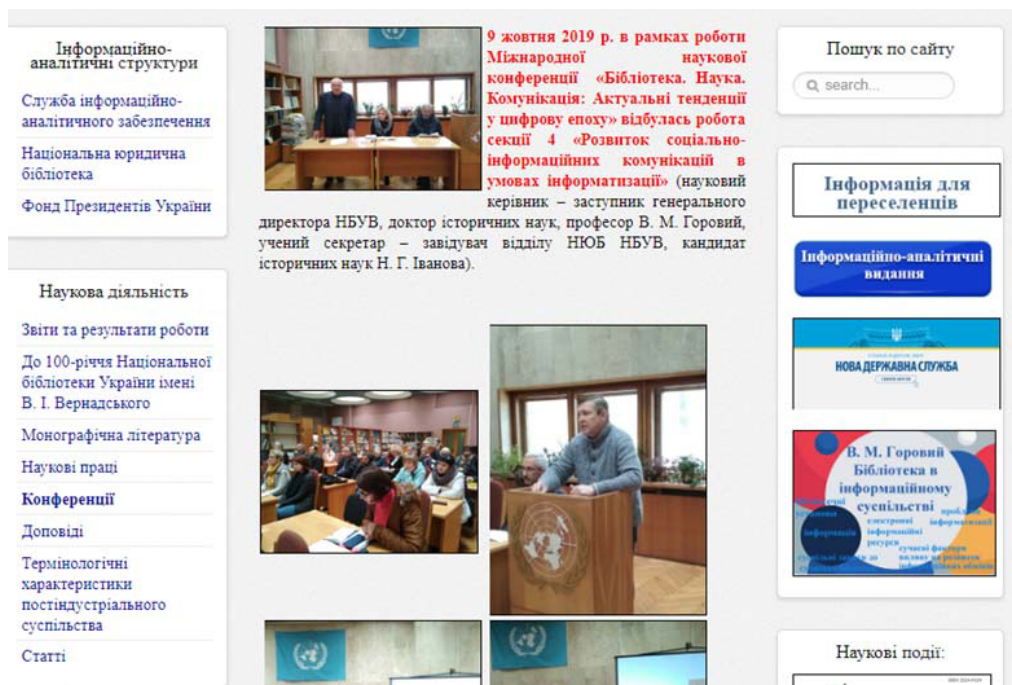 Інформаційно-
аналітичні структури
Служба інформаційно-
аналітичного забезпечення
Національна юридична
бібліотека
Фонд Президентів України
Наукова діяльність
Звіти та результати роботи
До 100-річчя Національної
бібліотеки України імені
В. І. Вернадського
Монографічна література
Наукові праці
Конференції
Доповіді
Термінологічні
характеристики
постіндустріального
суспільства
Статті
9 жовтня 2019 р. в рамках роботи
Міжнародної наукової
конференції «Бібліотека. Наука.
Комунікація: Актуальні тенденції
у цифрову епоху» відбулась робота
секції 4 «Розвиток соціально-
інформаційних комунікацій в
умовах інформатизації» (науковий
керівник – заступник генерального
директора НБУВ, доктор історичних наук, професор В. М. Горовий,
учений секретар – завідувач відділу НЮБ НБУВ, кандидат
історичних наук Н. Г. Іванова).
Пошук по сайту
search...
Інформація для
переселенців
Інформаційно-аналітичні
видання
НОВА ДЕРЖАВНА СЛУЖБА
В. М. Горовий
Бібліотека в
інформаційному
суспільстві
електронні
інформаційні
ресурси
сучасні фактори
Наукові події: